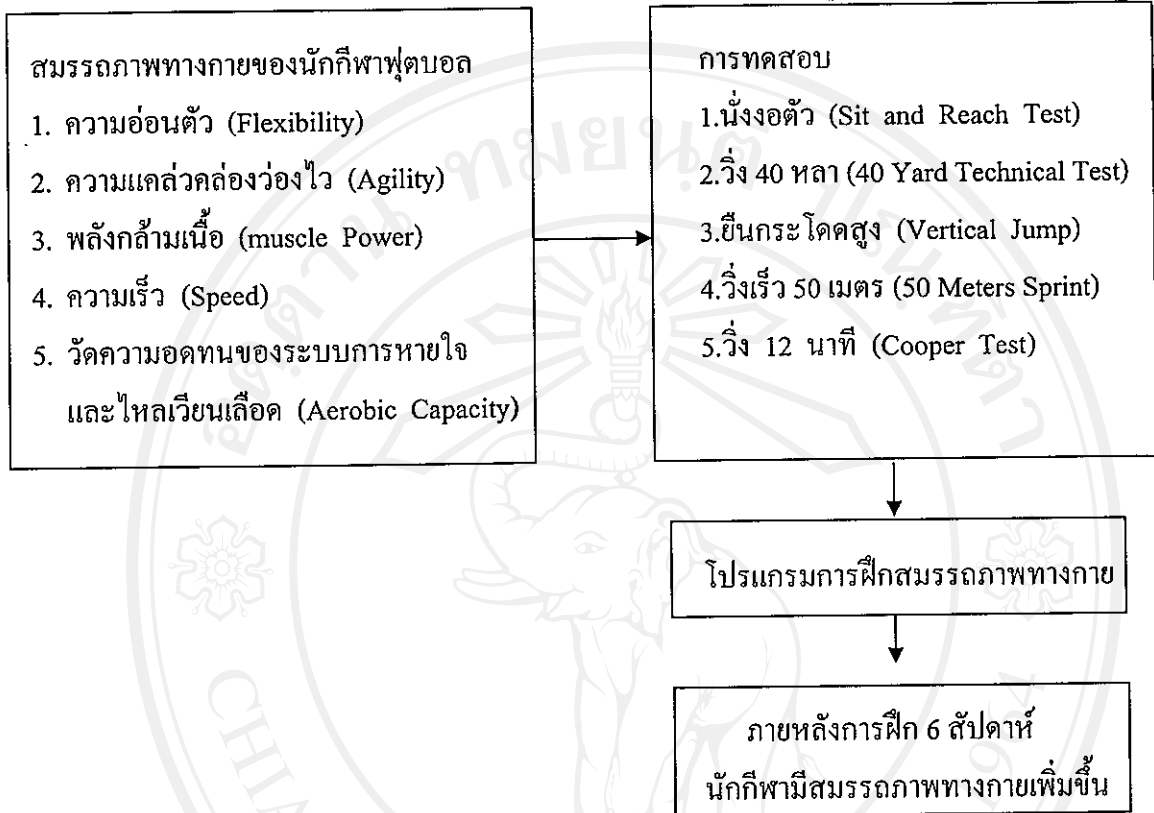 สมรรถภาพทางกายของนักกีฬาฟุตบอล
1. ความอ่อนตัว (Flexibility)
2. ความแคล่วคล่องว่องไว (Agility)
3. พลังกล้ามเนื้อ (muscle Power)
4. ความเร็ว (Speed)
5. วัดความอดทนของระบบการหายใจ
และไหลเวียนเลือด (Aerobic Capacity)
การทดสอบ
1.นั่งงอตัว (Sit and Reach Test)
2.วิ่ง 40 หลา (40 Yard Technical Test)
3.ยืนกระโดดสูง (Vertical Jump)
4.วิ่งเร็ว 50 เมตร (50 Meters Sprint)
5.วิ่ง 12 นาที (Cooper Test)
โปรแกรมการฝึกสมรรถภาพทางกาย
ภายหลังการฝึก 6 สัปดาห์
นักกีฬามีสมรรถภาพทางกายเพิ่มขึ้น